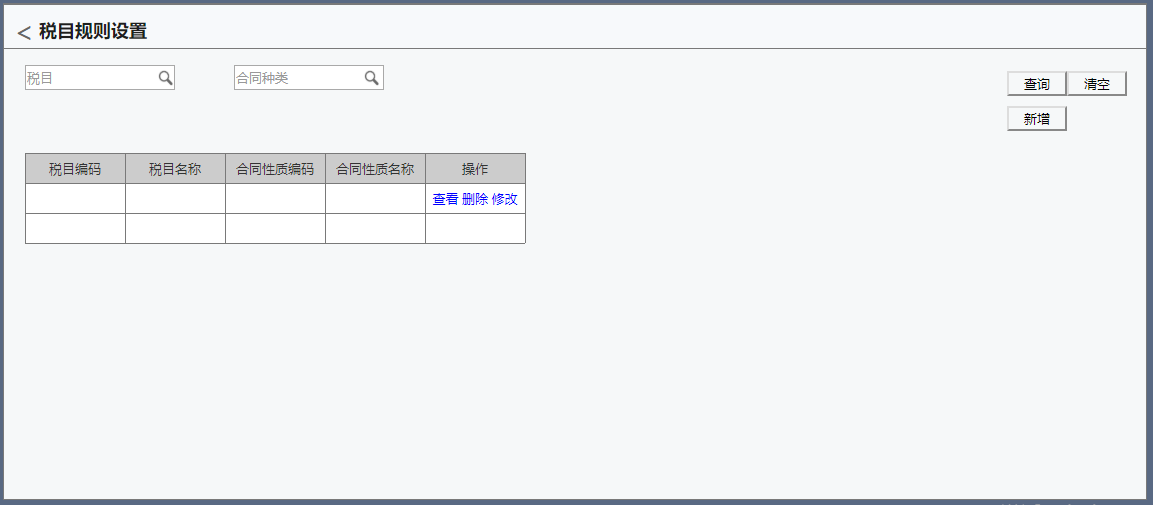 < 税目规则设置
税目 合同种类
查询 清空
新增
税目编码 税目名称 合同性质编码 合同性质名称 操作
查看 删除 修改